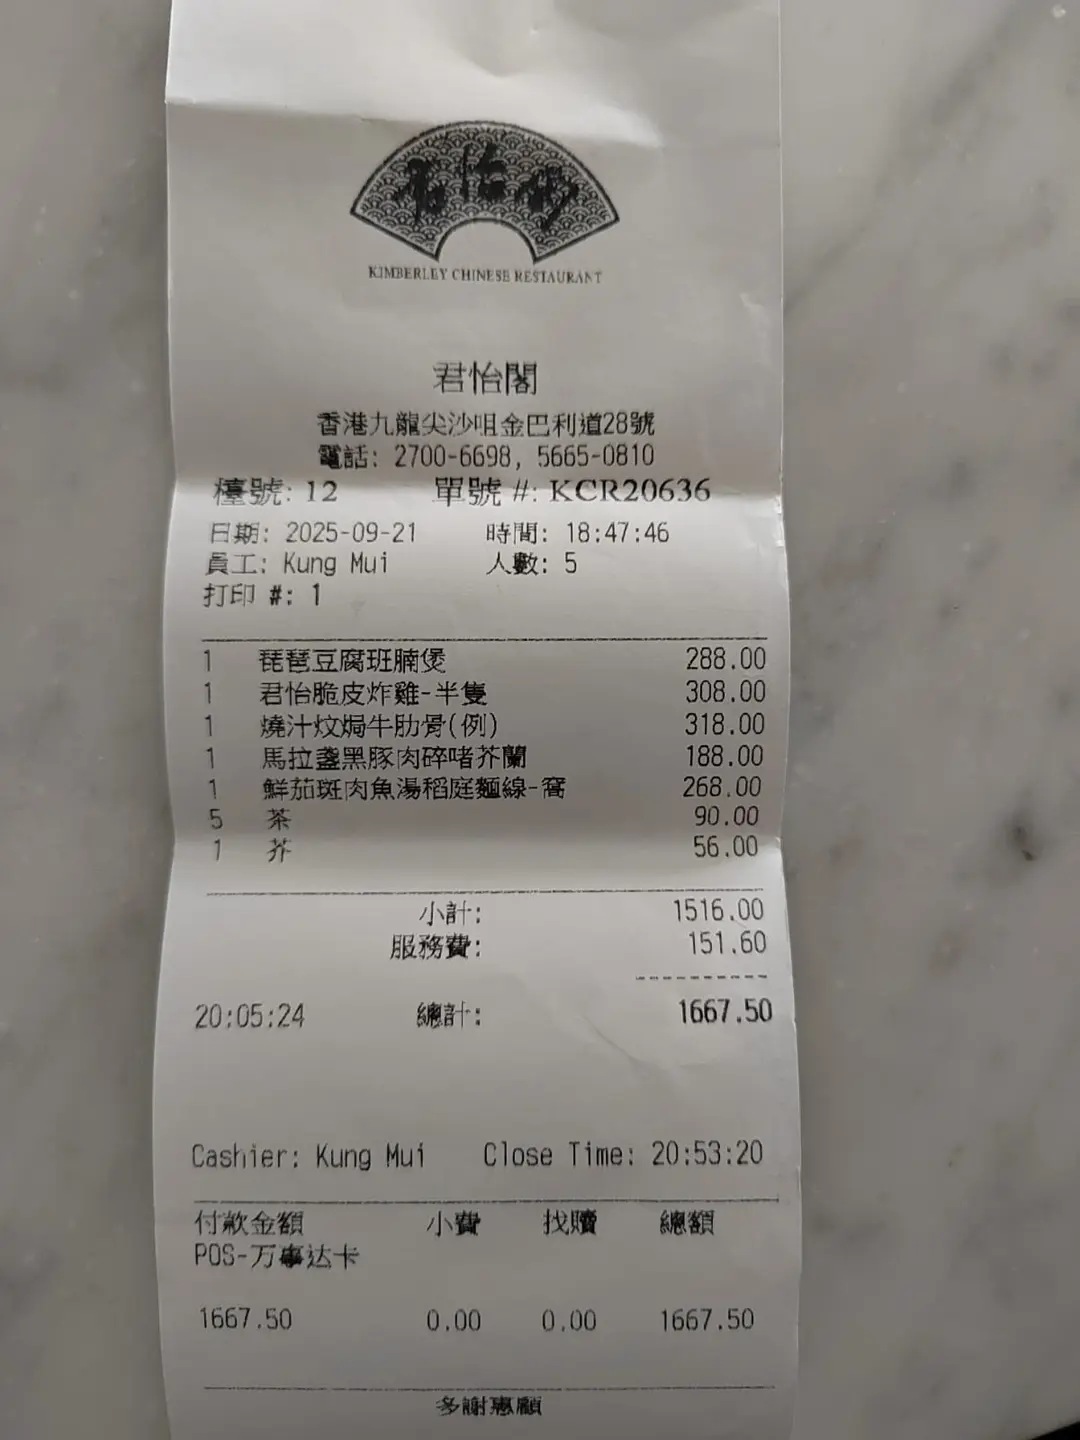 君怡閣
KIMBERLEY CHINESE RESTAURANT
君怡閣
香港九龍尖沙咀金巴利道28號
電話: 2700-6698, 5665-0810
檯號: 12 單號 #: KCR20636
日期: 2025-09-21 時間: 18:47:46
員工: Kung Mui 人數: 5
打印 #: 1
1 琵琶豆腐班腩煲 288.00
1 君怡脆皮炸雞-半隻 308.00
1 燒汁炆焗牛肋骨(例) 318.00
1 馬拉盞黑豚肉碎啫芥蘭 188.00
1 鮮茄斑肉魚湯稻庭麵線-窩 268.00
5 茶 90.00
1 芥 56.00
小計: 1516.00
服務費: 151.60
20:05:24 總計: 1667.50
Cashier: Kung Mui Close Time: 20:53:20
付款金額 小費 找贖 總額
POS-万事达卡
1667.50 0.00 0.00 1667.50
多謝惠顧